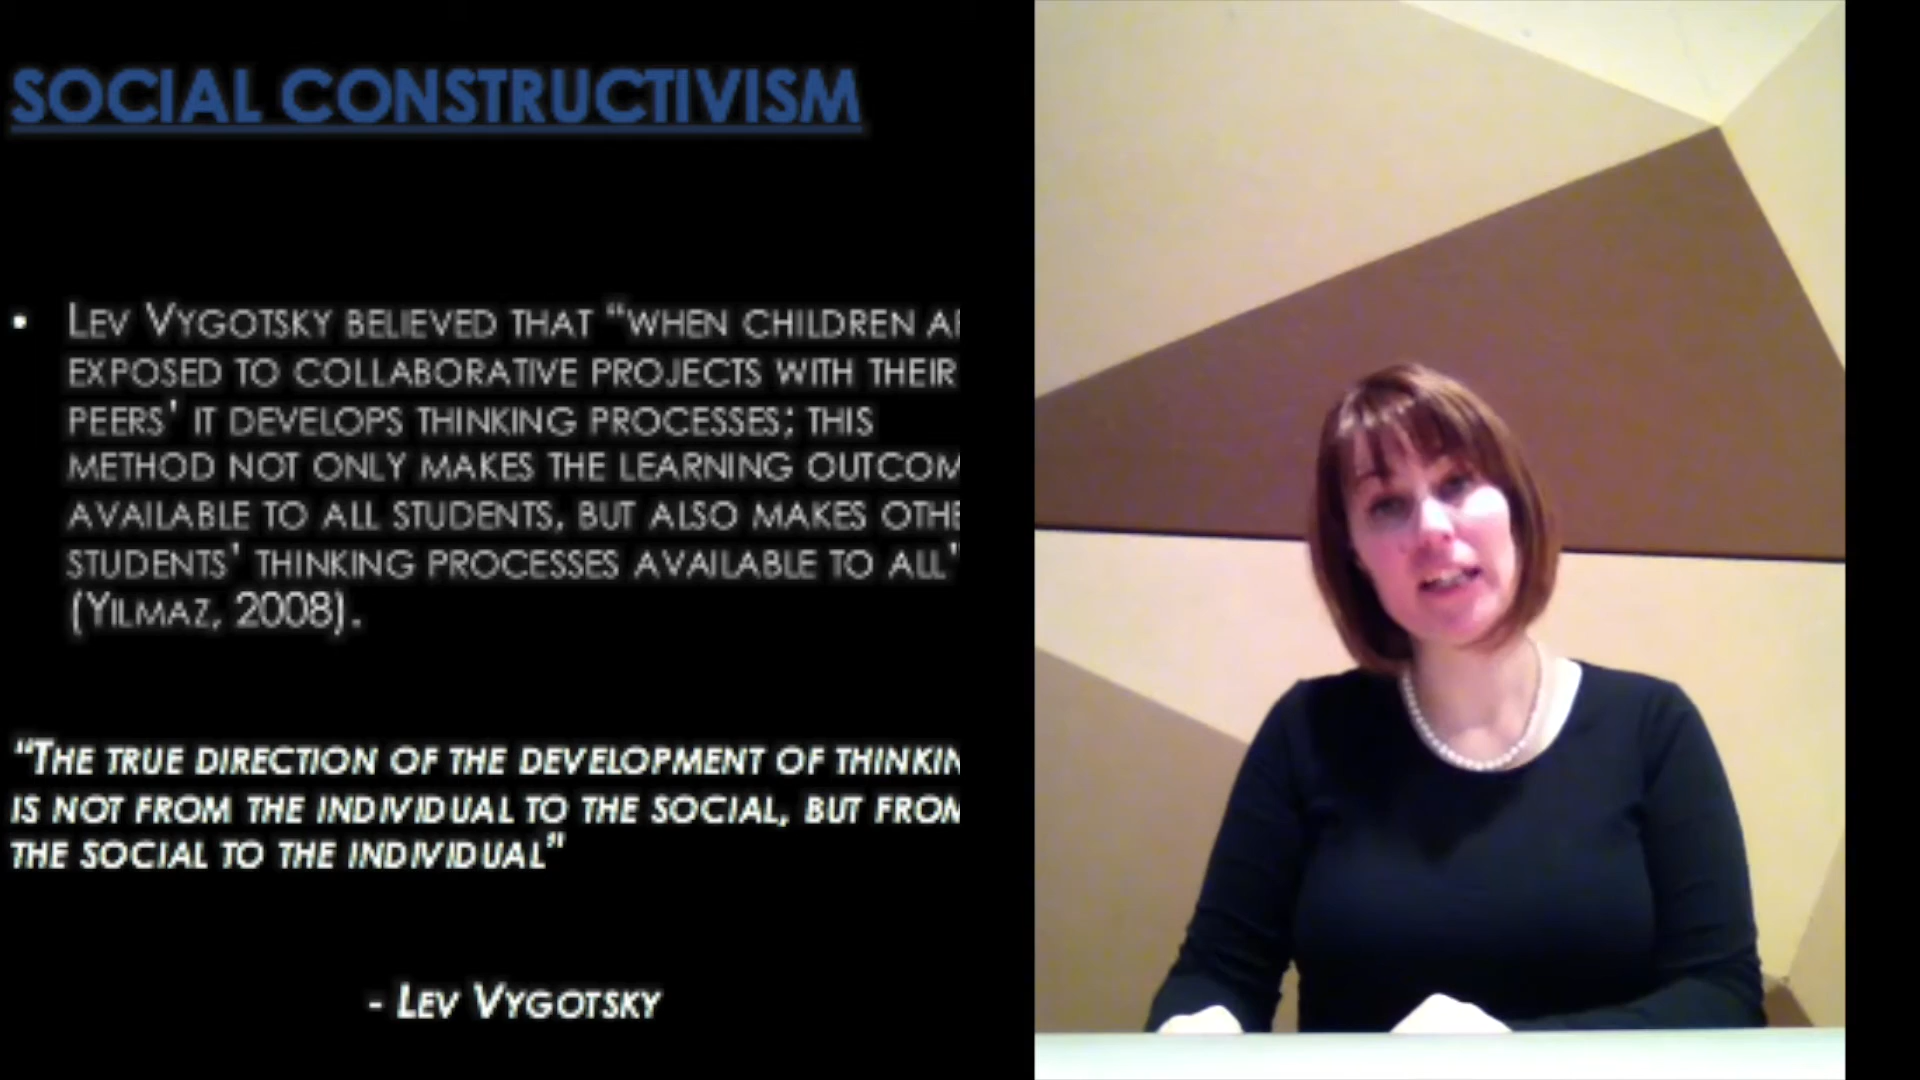 SOCIAL CONSTRUCTIVISM
• LEV VYGOTSKY BELIEVED THAT “WHEN CHILDREN
EXPOSED TO COLLABORATIVE PROJECTS WITH THEIR
PEERS' IT DEVELOPS THINKING PROCESSES; THIS
METHOD NOT ONLY MAKES THE LEARNING
AVAILABLE TO ALL STUDENTS, BUT ALSO MAKES
STUDENTS' THINKING PROCESSES AVAILABLE TO ALL"
(YILMAZ, 2008).
“THE TRUE DIRECTION OF THE DEVELOPMENT OF
IS NOT FROM THE INDIVIDUAL TO THE SOCIAL, BUT FROM
THE SOCIAL TO THE INDIVIDUAL”
- LEV VYGOTSKY